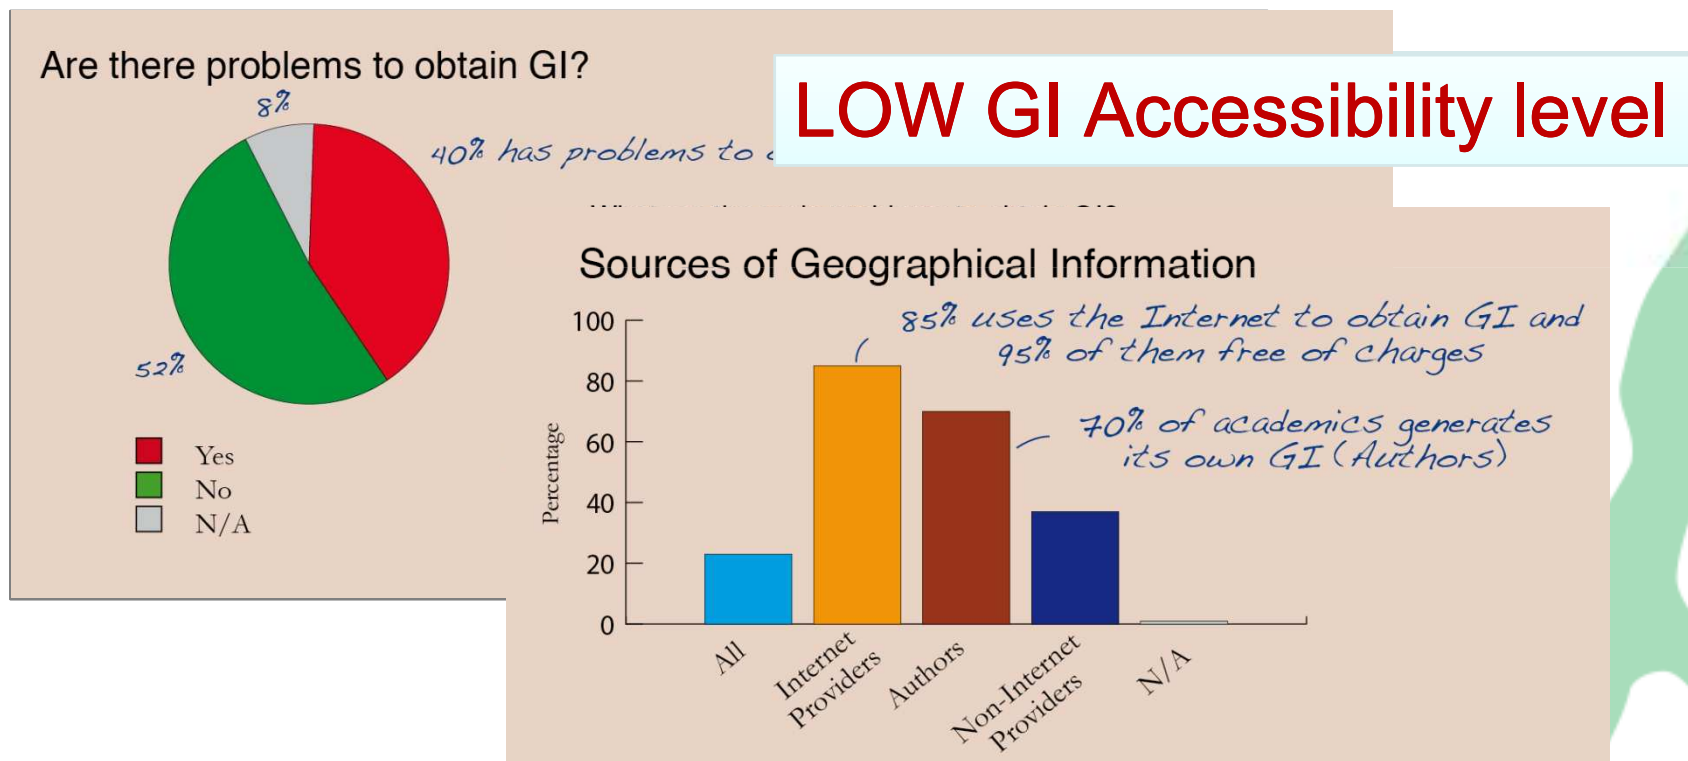 Are there problems to obtain GI?
LOW GI Accessibility level
8%
40% has problems to
52%
Yes
No
N/A
Sources of Geographical Information
85% uses the Internet to obtain GI and
95% of them free of charges
70% of academics generates
its own GI (Authors)
Percentage
100
80
60
40
20
0
All
Internet
Providers
Authors
Non-Internet
Providers
N/A